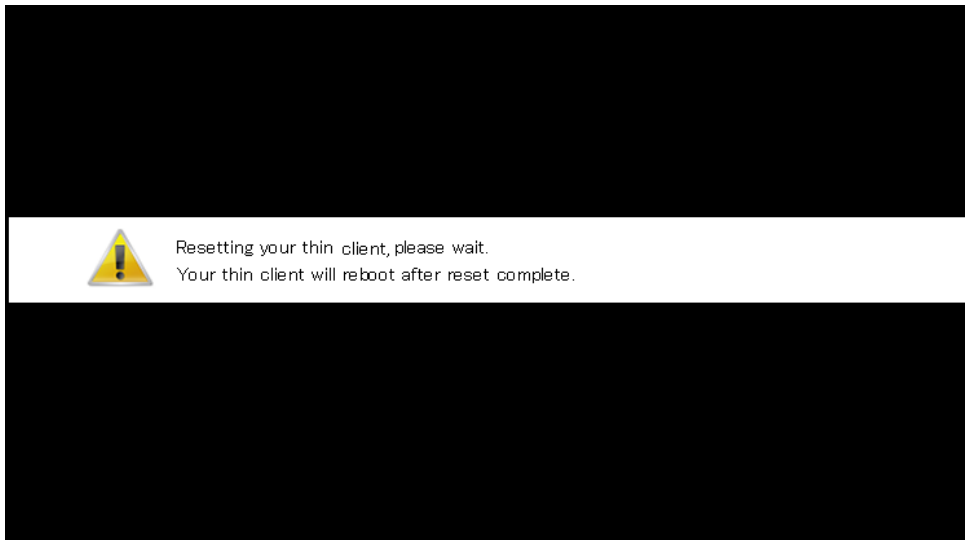 Resetting your thin client, please wait.
Your thin client will reboot after reset complete.